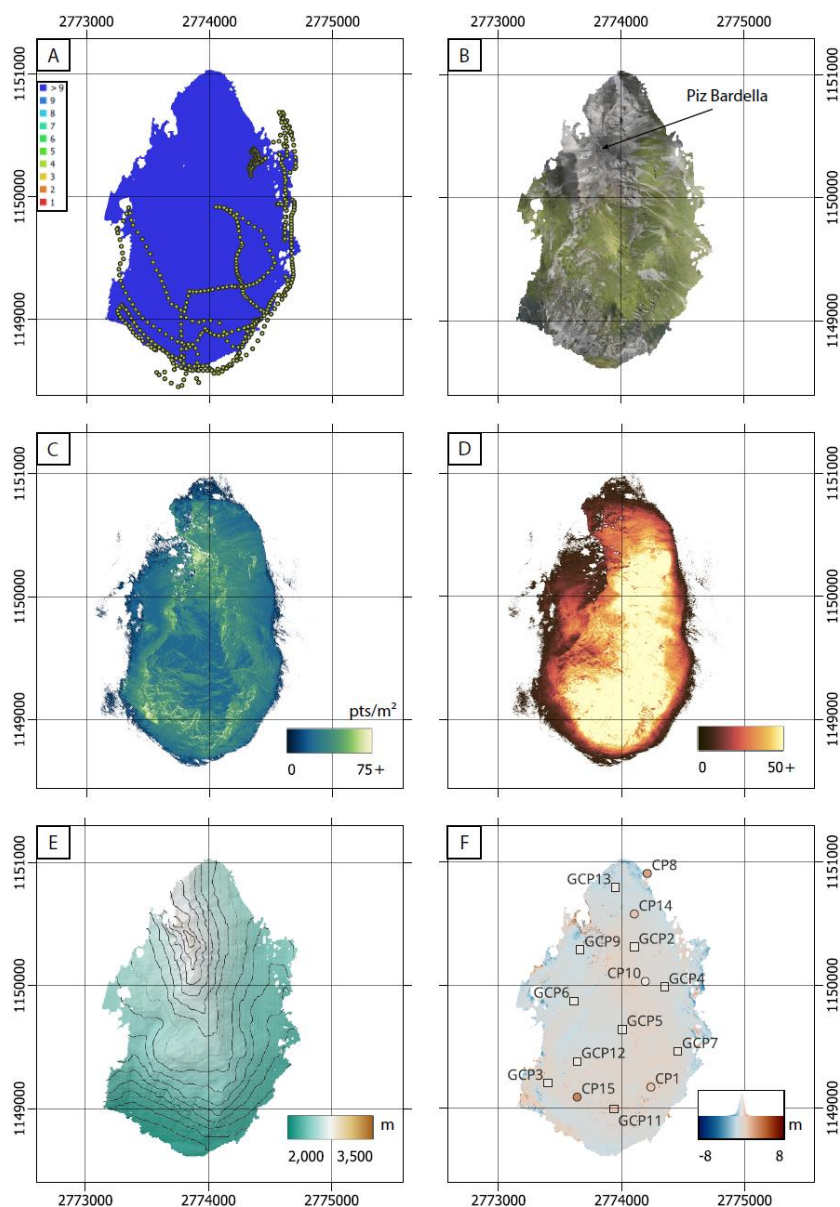 2773000 2774000 2775000 2773000 2774000 2775000
A
> 9
9
8
7
6
5
4
3
2
1
1151000
1150000
1149000
B
Piz Bardella
1151000
1150000
1149000
C
pts/m²
0 75+
1151000
1150000
1149000
D
0 50+
1151000
1150000
1149000
E
m
2,000 3,500
1151000
1150000
1149000
F
CP8
GCP13
CP14
GCP9 GCP2
CP10
GCP4
GCP6
GCP5
GCP7
GCP12
GCP3
CP15 CP1
GCP11
m
-8 8
1151000
1150000
1149000
2773000 2774000 2775000 2773000 2774000 2775000